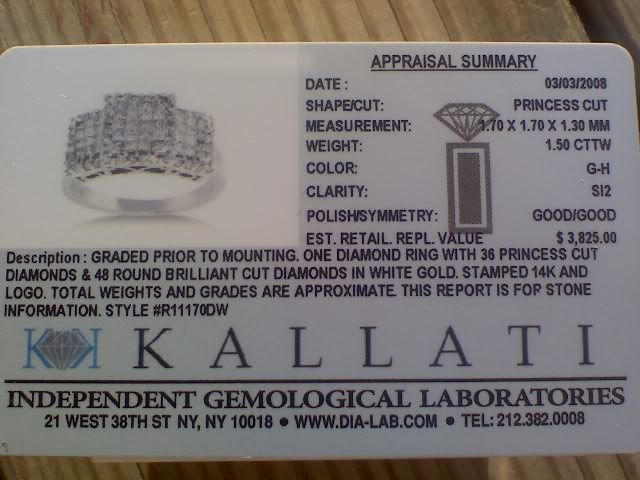 APPRAISAL SUMMARY
DATE : 03/03/2008
SHAPE/CUT: PRINCESS CUT
MEASUREMENT: 1.70 X 1.70 X 1.30 MM
WEIGHT: 1.50 CTTW
COLOR: G-H
CLARITY: SI2
POLISH/SYMMETRY: GOOD/GOOD
EST. RETAIL. REPL. VALUE $ 3,825.00
Description : GRADED PRIOR TO MOUNTING. ONE DIAMOND RING WITH 36 PRINCESS CUT
DIAMONDS & 48 ROUND BRILLIANT CUT DIAMONDS IN WHITE GOLD. STAMPED 14K AND
LOGO. TOTAL WEIGHTS AND GRADES ARE APPROXIMATE. THIS REPORT IS FOR STONE
INFORMATION. STYLE #R11170DW
KK KALLATI
INDEPENDENT GEMOLOGICAL LABORATORIES
21 WEST 38TH ST NY, NY 10018 ● WWW.DIA-LAB.COM ● TEL: 212.382.0008